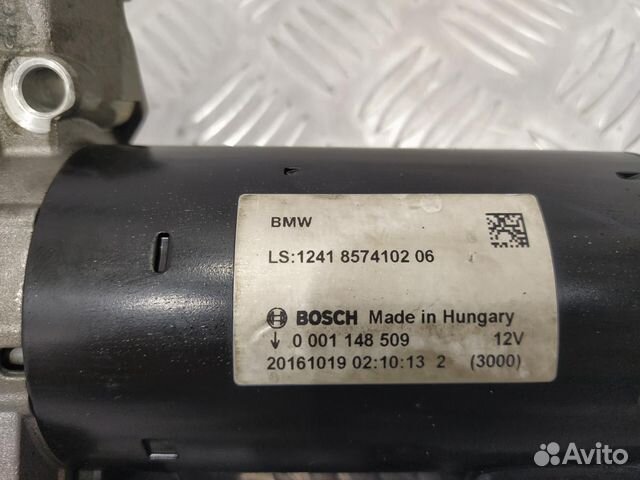 BMW
LS:1241 8574102 06
BOSCH Made in Hungary
↓ 0 001 148 509 12V
20161019 02:10:13 2 (3000)
Avito